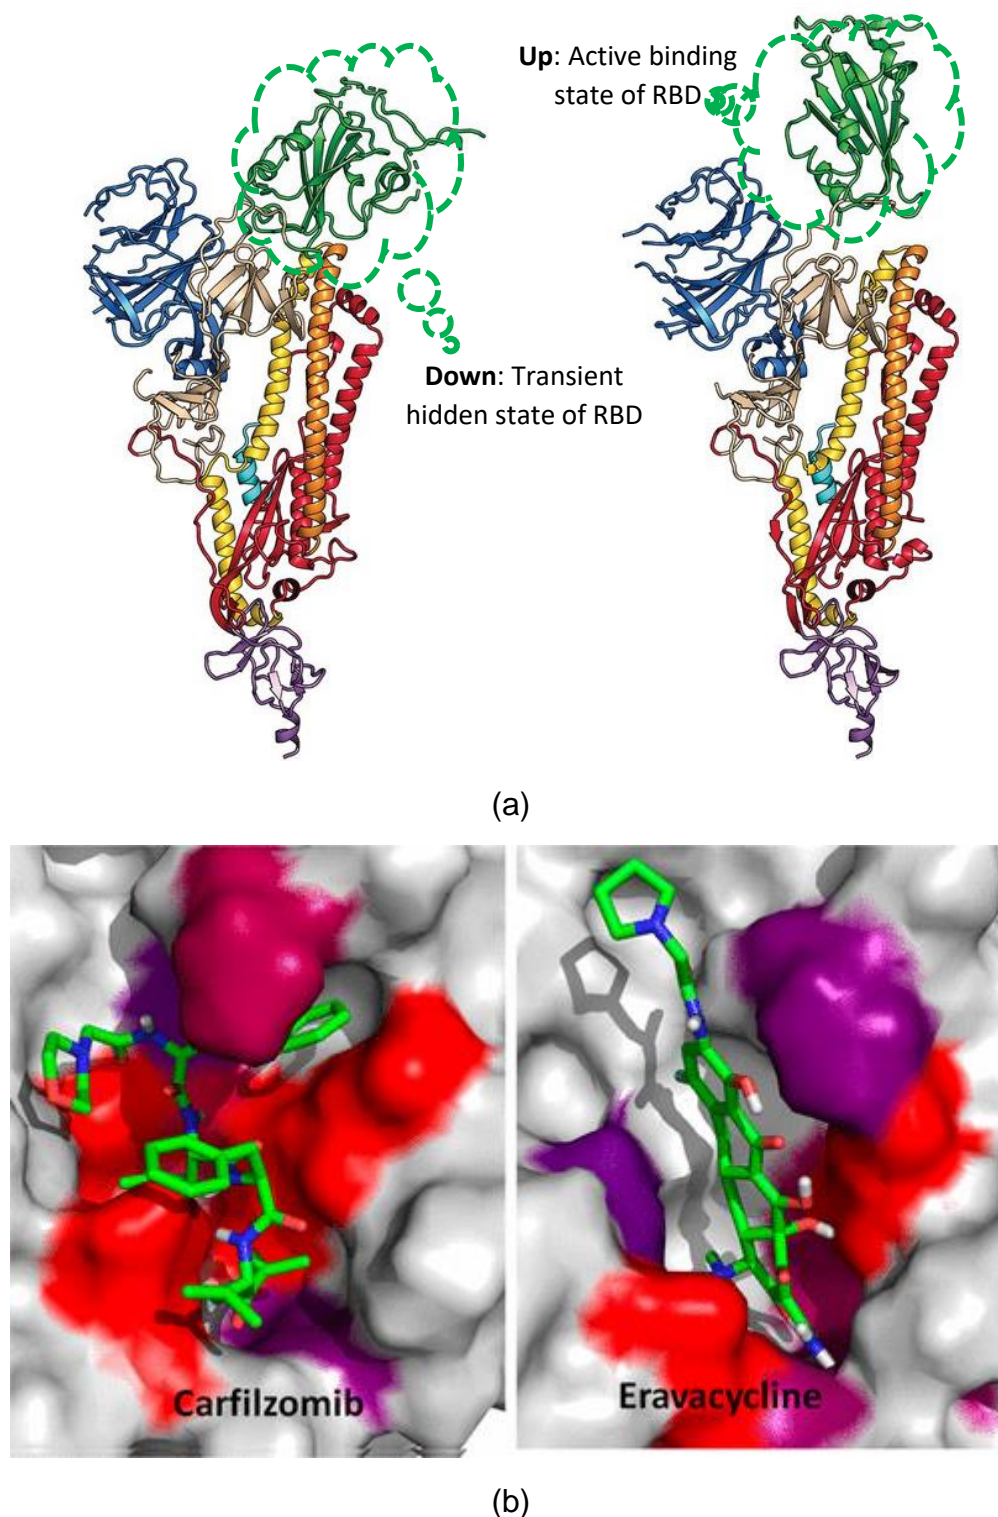 Up: Active binding
state of RBD
Down: Transient
hidden state of RBD
(a)
Carfilzomib
Eravacycline
(b)